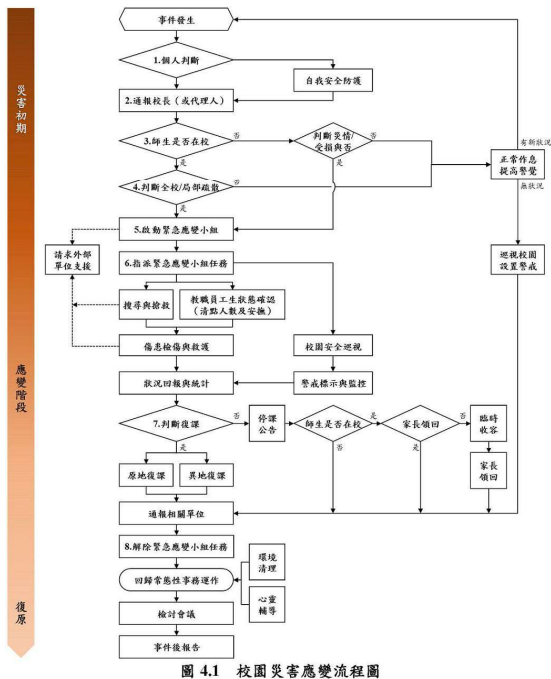 災害初期
應變階段
復原
事件發生
1.個人判斷
自我安全防護
2.通報校長（或代理人）
3.師生是否在校
否
是
判斷災情/
受損與否
否
是
有新狀況
正常作息
提高警覺
無狀況
4.判斷全校/局部疏散
否
是
5.啟動緊急應變小組
請求外部
單位支援
6.指派緊急應變小組任務
巡視校園
設置警戒
搜尋與搶救
教職員工生狀態確認
（清點人數及安撫）
傷患檢傷與救護
校園安全巡視
狀況回報與統計
警戒標示與監控
7.判斷復課
否
是
停課
公告
師生是否在校
是
否
家長領回
否
是
臨時
收容
家長
領回
原地復課
異地復課
通報相關單位
8.解除緊急應變小組任務
環境
清理
回歸常態性事務運作
心靈
輔導
檢討會議
事件後報告
圖 4.1 校園災害應變流程圖